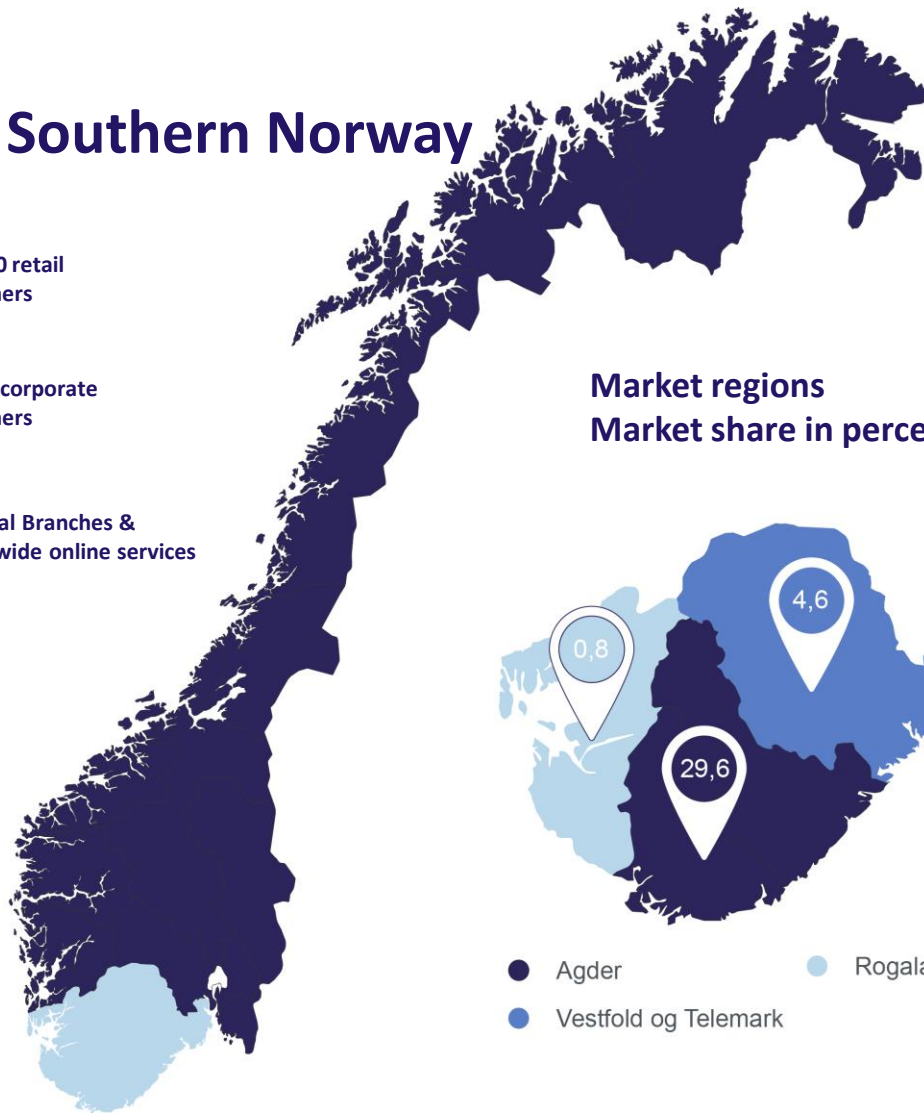 Southern Norway
0 retail
ers
corporate
ers
al Branches &
wide online services
Market regions
Market share in perce
4,6
0,8
29,6
Agder
Rogala
Vestfold og Telemark